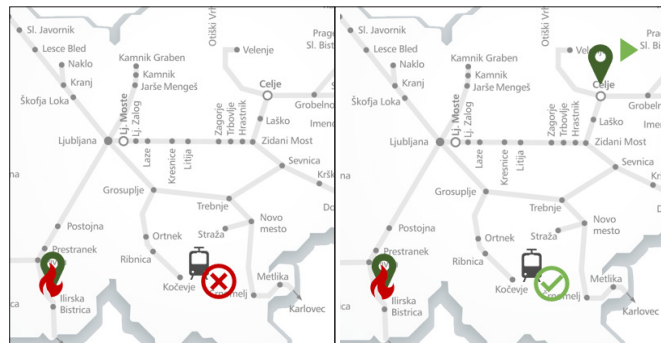 Sl. Javornik
Lesce Bled
Naklo
Kranj
Škofja Loka
Kamnik Graben
Kamnik
Jarše Mengeš
Otiški Vrh
Velenje
Celje
Grobelno
Laško
Ljubljana
Lj. Moste
Lj. Zalog
Laze
Kresnice
Litija
Zagorje
Trbovlje
Hrastnik
Zidani Most
Sevnica
Grosuplje
Trebnje
Novo
mesto
Straža
Ortnek
Ribnica
Kočevje
Metlika
Karlovec
Postojna
Prestranek
Ilirska
Bistrica
Sl. Javornik
Lesce Bled
Naklo
Kranj
Škofja Loka
Kamnik Graben
Kamnik
Jarše Mengeš
Celje
Grobelno
Laško
Ljubljana
Lj. Moste
Lj. Zalog
Laze
Kresnice
Litija
Zagorje
Trbovlje
Hrastnik
Zidani Most
Sevnica
Grosuplje
Trebnje
Novo
mesto
Straža
Ortnek
Ribnica
Kočevje
Metlika
Karlovec
Postojna
Prestranek
Ilirska
Bistrica